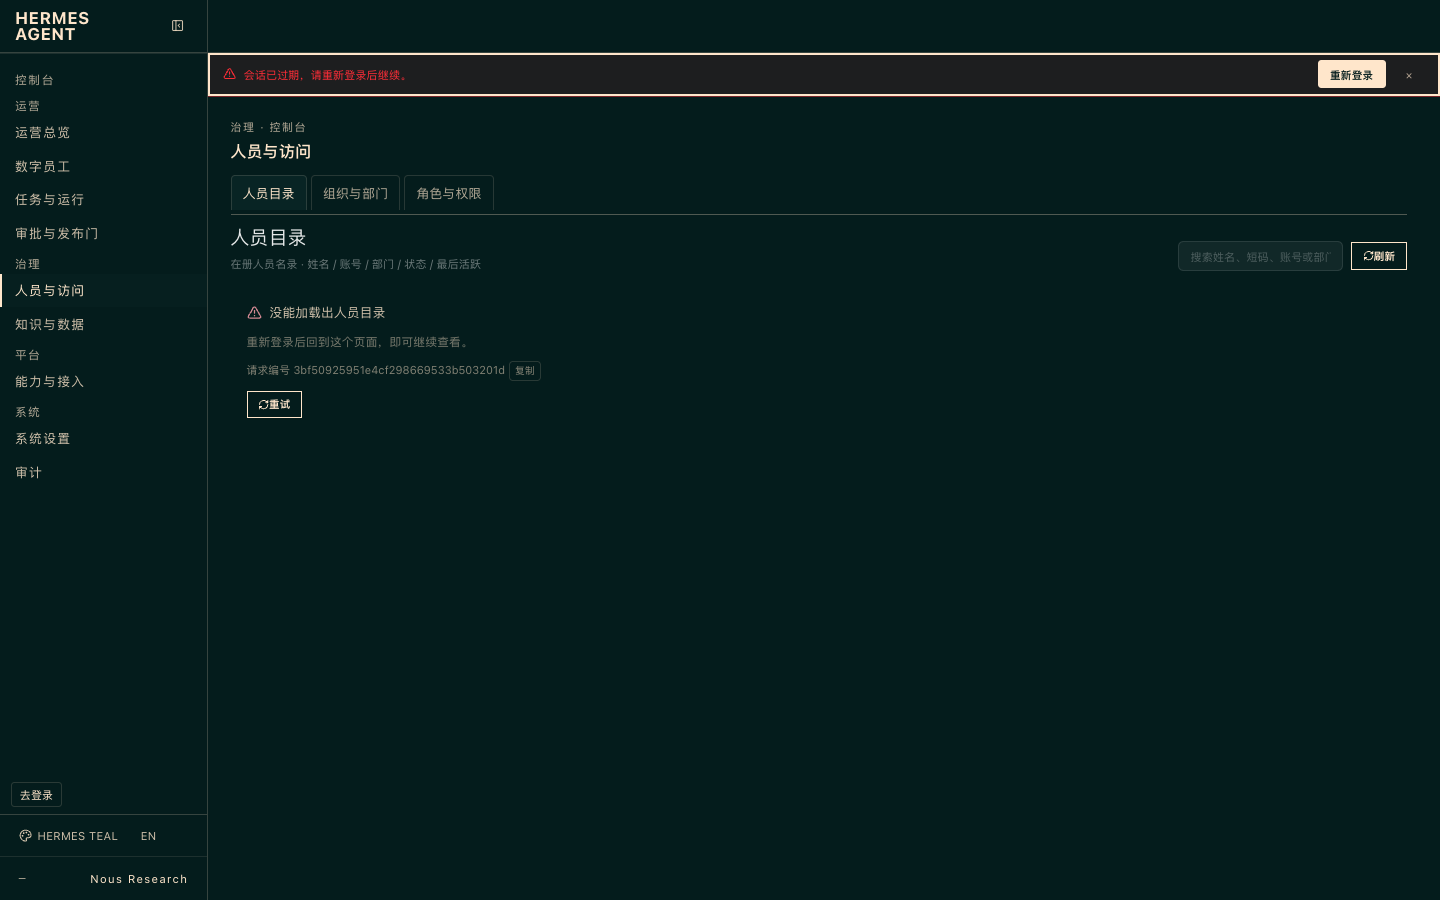 HERMES
AGENT
控制台
运营
运营总览
数字员工
任务与运行
审批与发布门
治理
人员与访问
知识与数据
平台
能力与接入
系统
系统设置
审计
去登录
HERMES TEAL EN
— Nous Research
会话已过期，请重新登录后继续。 重新登录 ×
治理 · 控制台
人员与访问
人员目录 组织与部门 角色与权限
人员目录
在册人员名录 · 姓名 / 账号 / 部门 / 状态 / 最后活跃
搜索姓名、短码、账号或部门 刷新
没能加载出人员目录
重新登录后回到这个页面，即可继续查看。
请求编号 3bf50925951e4cf298669533b503201d 复制
重试